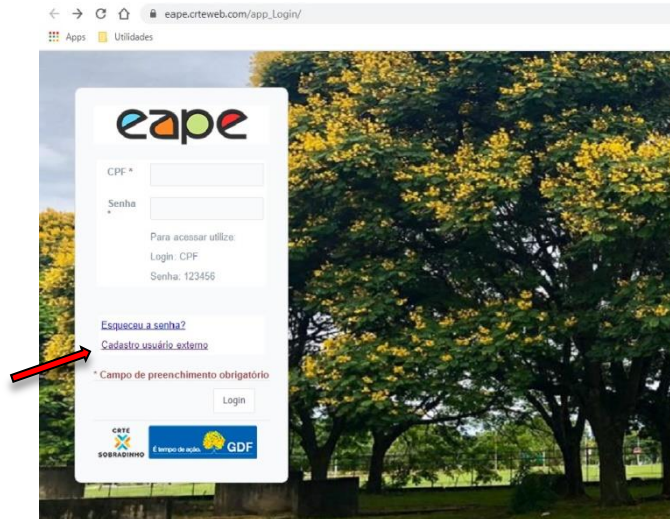 eape.crteweb.com/app_Login/
Apps Utilidades
eape
CPF *
Senha
*
Para acessar utilize:
Login: CPF
Senha: 123456
Esqueceu a senha?
Cadastro usuário externo
* Campo de preenchimento obrigatório
Login
CRTE
SOBRADINHO
É tempo de ação. GDF